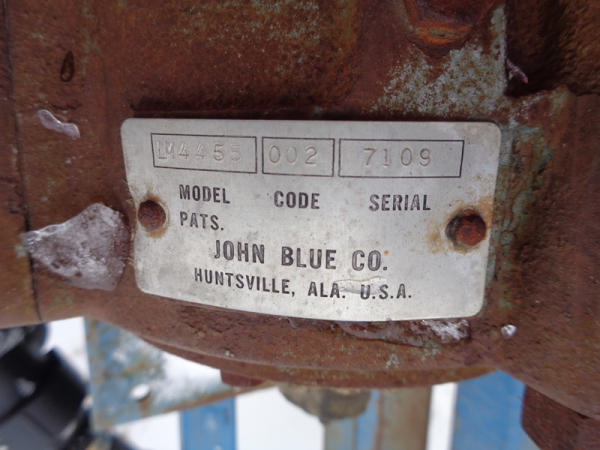 LM4455 002 7109
MODEL CODE SERIAL
PATS.
JOHN BLUE CO.
HUNTSVILLE, ALA. U.S.A.